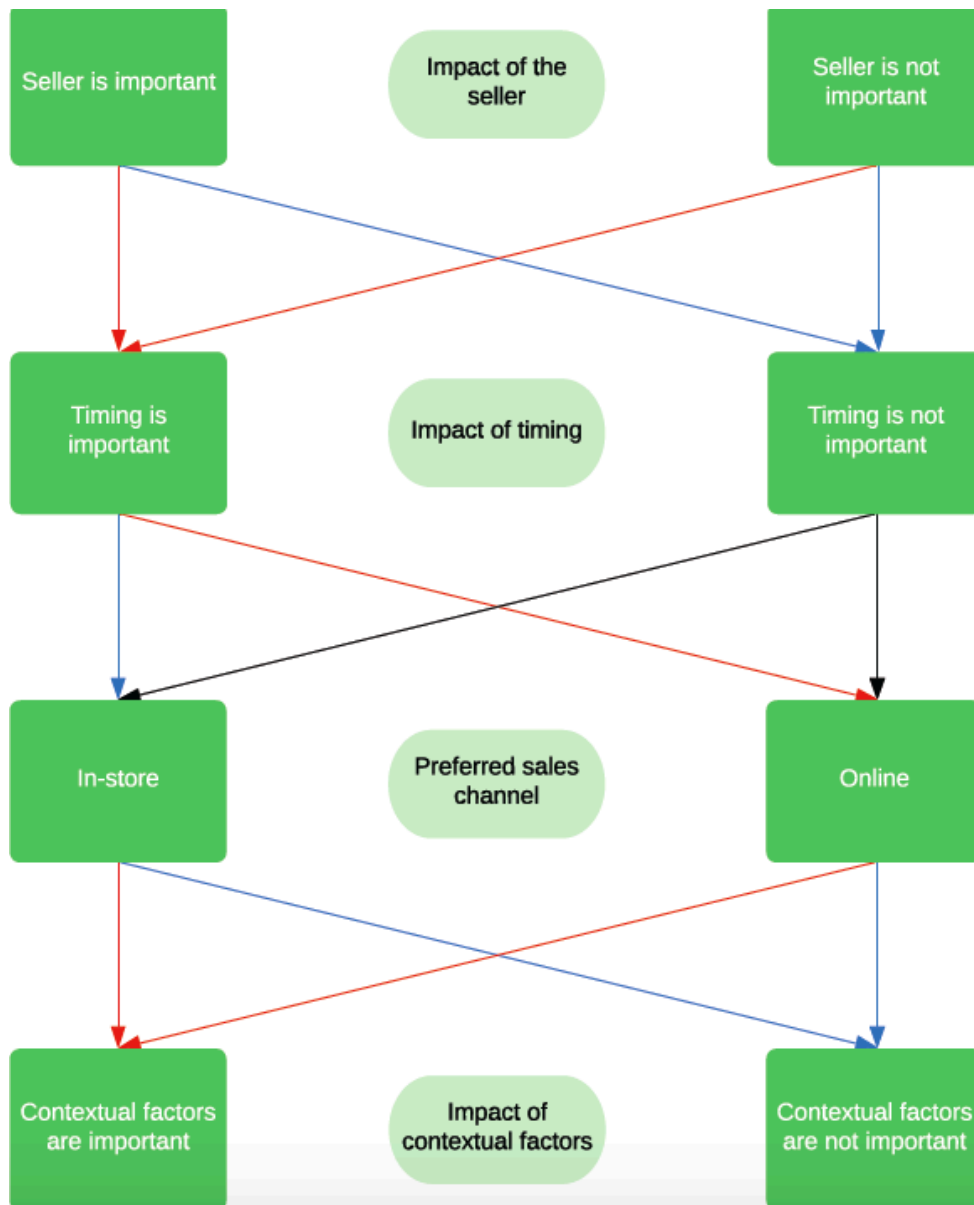 Seller is important
Impact of the
seller
Seller is not
important
Timing is
important
Impact of timing
Timing is not
important
In-store
Preferred sales
channel
Online
Contextual factors
are important
Impact of
contextual factors
Contextual factors
are not important